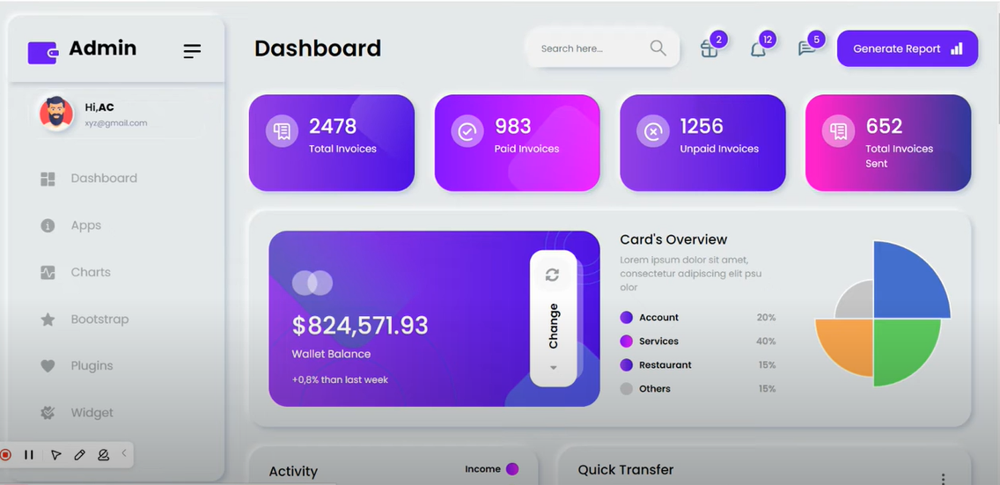 Admin
Hi,AC
xyz@gmail.com
Dashboard
Apps
Charts
Bootstrap
Plugins
Widget
Dashboard
Search here...
2
12
5
Generate Report
2478
Total Invoices
983
Paid Invoices
1256
Unpaid Invoices
652
Total Invoices
Sent
$824,571.93
Wallet Balance
+0,8% than last week
Change
Card's Overview
Lorem ipsum dolor sit amet,
consectetur adipiscing elit psu
olor
Account 20%
Services 40%
Restaurant 15%
Others 15%
Activity
Income
Quick Transfer